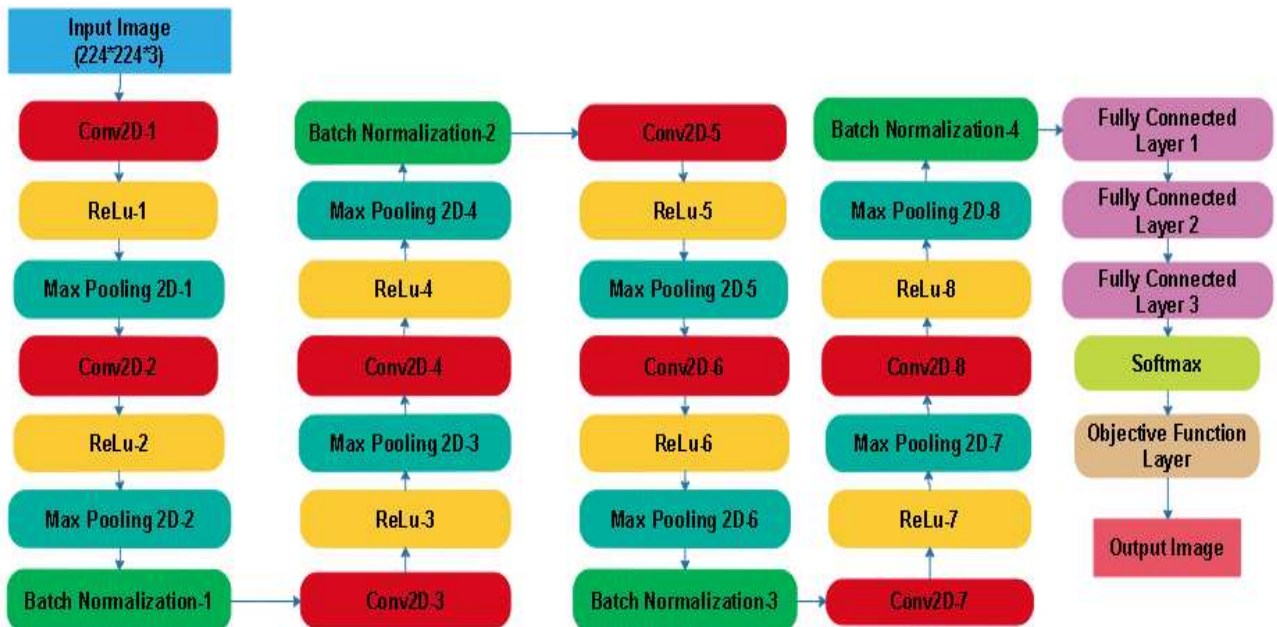 Input Image
(224*224*3)
Conv2D-1
ReLu-1
Max Pooling 2D-1
Conv2D-2
ReLu-2
Max Pooling 2D-2
Batch Normalization-1
Conv2D-3
ReLu-3
Max Pooling 2D-3
Conv2D-4
ReLu-4
Max Pooling 2D-4
Batch Normalization-2
Conv2D-5
ReLu-5
Max Pooling 2D-5
Conv2D-6
ReLu-6
Max Pooling 2D-6
Batch Normalization-3
Conv2D-7
ReLu-7
Max Pooling 2D-7
Conv2D-8
ReLu-8
Max Pooling 2D-8
Batch Normalization-4
Fully Connected
Layer 1
Fully Connected
Layer 2
Fully Connected
Layer 3
Softmax
Objective Function
Layer
Output Image